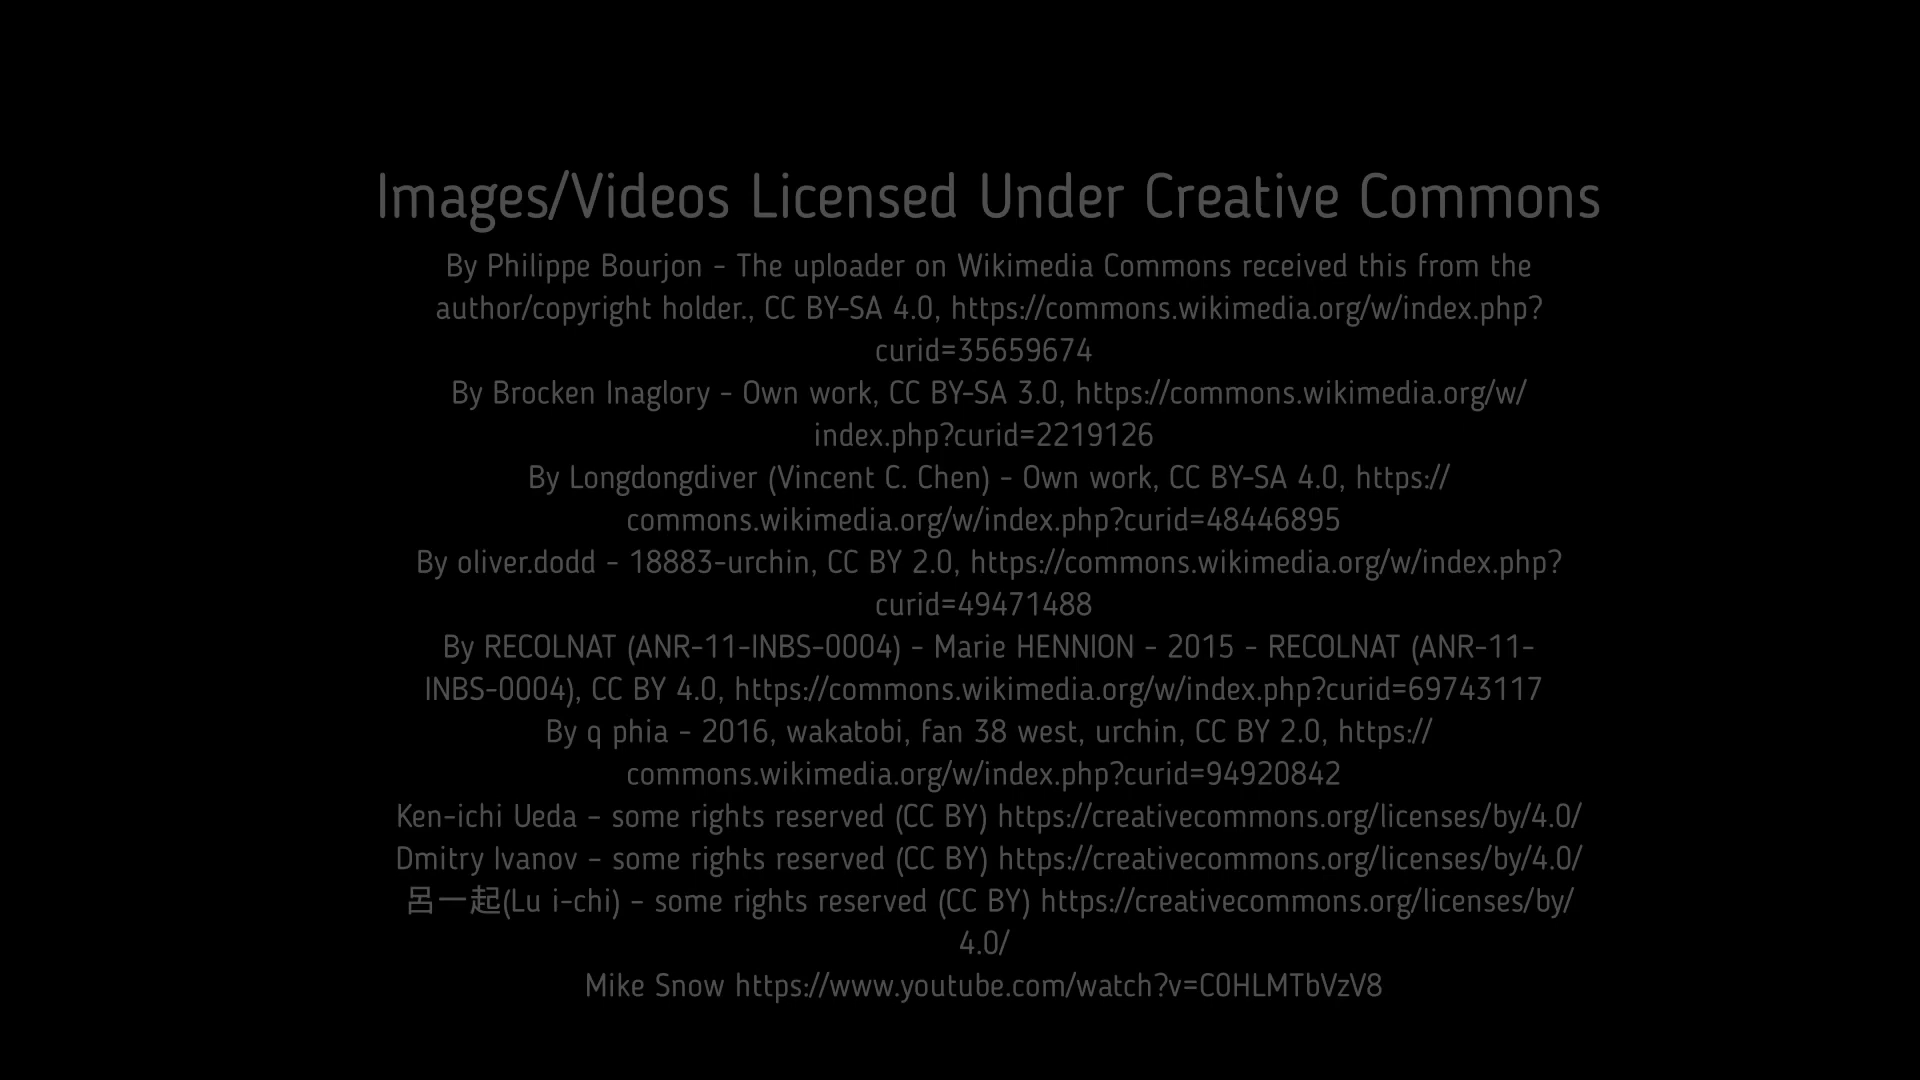 Images/Videos Licensed Under Creative Commons
By Philippe Bourjon - The uploader on Wikimedia Commons received this from the
author/copyright holder., CC BY-SA 4.0, https://commons.wikimedia.org/w/index.php?
curid=35659674
By Brocken Inaglory - Own work, CC BY-SA 3.0, https://commons.wikimedia.org/w/
index.php?curid=2219126
By Longdongdiver (Vincent C. Chen) - Own work, CC BY-SA 4.0, https://
commons.wikimedia.org/w/index.php?curid=48446895
By oliver.dodd - 18883-urchin, CC BY 2.0, https://commons.wikimedia.org/w/index.php?
curid=49471488
By RECOLNAT (ANR-11-INBS-0004) - Marie HENNION - 2015 - RECOLNAT (ANR-11-
INBS-0004), CC BY 4.0, https://commons.wikimedia.org/w/index.php?curid=69743117
By q phia - 2016, wakatobi, fan 38 west, urchin, CC BY 2.0, https://
commons.wikimedia.org/w/index.php?curid=94920842
Ken-ichi Ueda – some rights reserved (CC BY) https://creativecommons.org/licenses/by/4.0/
Dmitry Ivanov – some rights reserved (CC BY) https://creativecommons.org/licenses/by/4.0/
呂一起(Lu i-chi) – some rights reserved (CC BY) https://creativecommons.org/licenses/by/
4.0/
Mike Snow https://www.youtube.com/watch?v=C0HLMTbVzV8